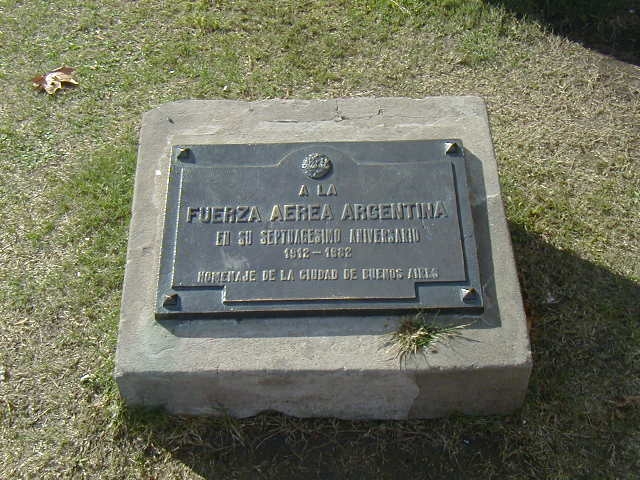 A LA
FUERZA AEREA ARGENTINA
EN SU SEPTUAGESIMO ANIVERSARIO
1912-1982
HOMENAJE DE LA CIUDAD DE BUENOS AIRES